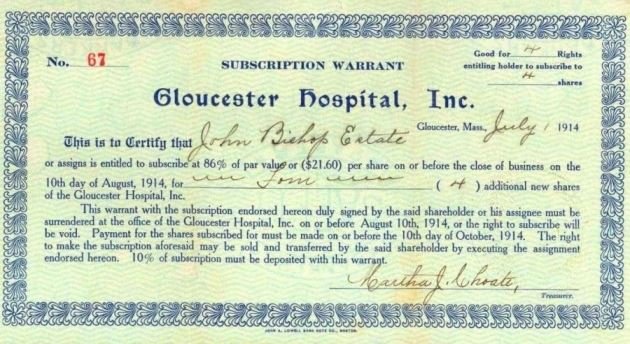 No. 67
SUBSCRIPTION WARRANT
Good for 4 Rights
entitling holder to subscribe to
4 shares
Gloucester Hospital, Inc.
Gloucester, Mass., July 1 1914
This is to Certify that John Bishop Estate
or assigns is entitled to subscribe at 86% of par value or ($21.60) per share on or before the close of business on the
10th day of August, 1914, for Four ( 4 ) additional new shares
of the Gloucester Hospital, Inc.
This warrant with the subscription endorsed hereon duly signed by the said shareholder or his assignee must be
surrendered at the office of the Gloucester Hospital, Inc. on or before August 10th, 1914, or the right to subscribe will
be void. Payment for the shares subscribed for must be made on or before the 10th day of October, 1914. The right
to make the subscription aforesaid may be sold and transferred by the said shareholder by executing the assignment
endorsed hereon. 10% of subscription must be deposited with this warrant.
Martha J. Choate,
Treasurer.
JOHN A. LOWELL BANK NOTE CO., BOSTON